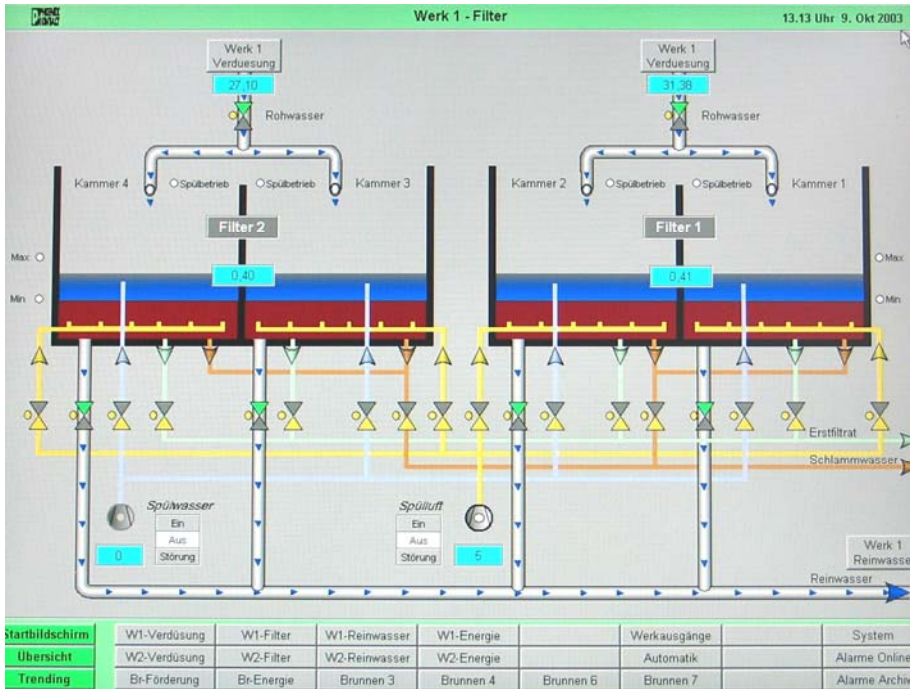 PHOENIX
CONTACT
Werk 1 - Filter
13.13 Uhr 9. Okt 2003
Werk 1
Verduesung
27,10
Rohwasser
Werk 1
Verduesung
31,38
Rohwasser
Kammer 4
Spülbetrieb
Spülbetrieb
Kammer 3
Kammer 2
Spülbetrieb
Spülbetrieb
Kammer 1
Filter 2
Filter 1
Max
0,40
0,41
Max
Min
Min
Erstfiltrat
Schlammwasser
Spülwasser
Ein
Aus
Störung
0
Spülluft
Ein
Aus
Störung
5
Werk 1
Reinwasse
Reinwasser
Startbildschirm
W1-Verdüsung
W1-Filter
W1-Reinwasser
W1-Energie
Werkausgänge
System
Übersicht
W2-Verdüsung
W2-Filter
W2-Reinwasser
W2-Energie
Automatik
Alarme Online
Trending
Br-Förderung
Br-Energie
Brunnen 3
Brunnen 4
Brunnen 6
Brunnen 7
Alarme Archiv